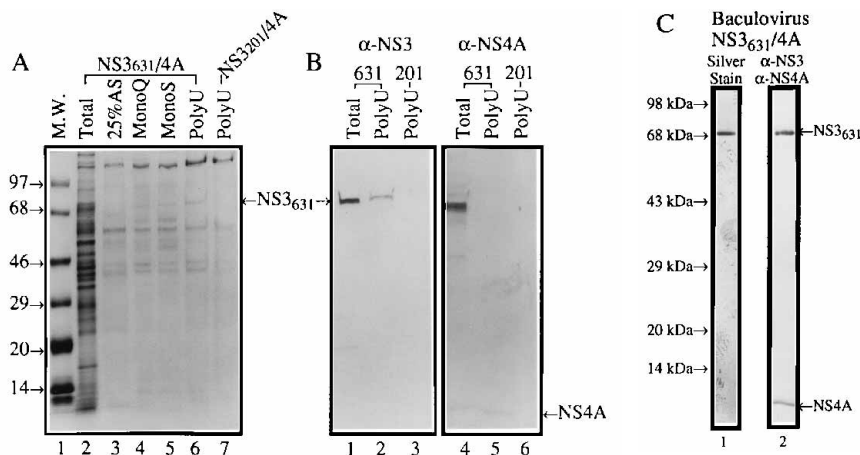 A
NS3631/4A
M.W.
Total
25%AS
MonoQ
MonoS
PolyU
PolyU-NS3201/4A
97→
68→
46→
29→
20→
14→
1 2 3 4 5 6 7
←NS3631→
B
α-NS3 α-NS4A
631 201 631 201
Total
PolyU
PolyU
Total
PolyU
PolyU
←NS4A
1 2 3 4 5 6
C
Baculovirus
NS3631/4A
Silver α-NS3
Stain α-NS4A
98 kDa→
68 kDa→
43 kDa→
29 kDa→
20 kDa→
14 kDa→
←NS3631
←NS4A
1 2